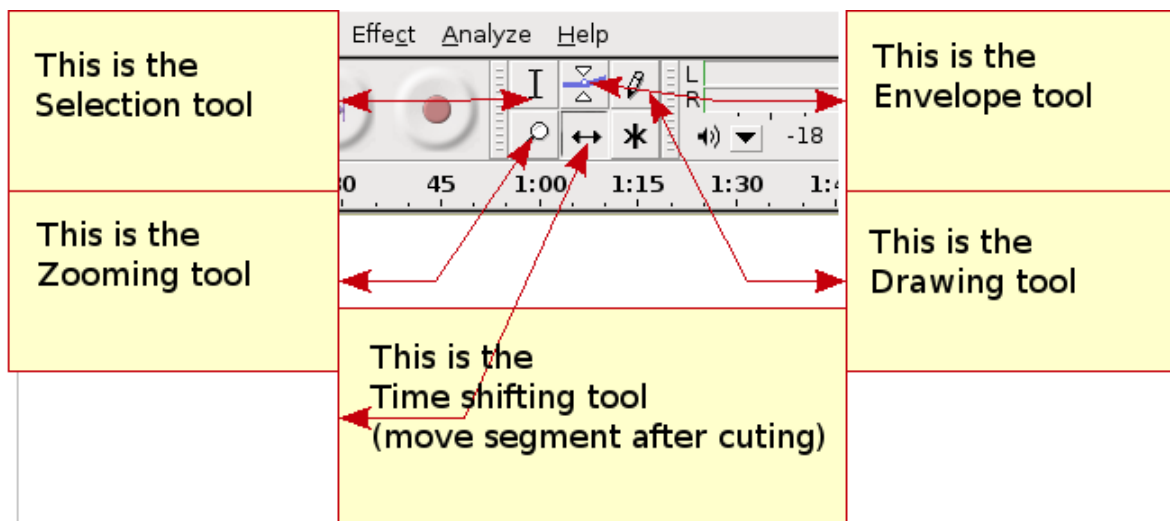 This is the
Selection tool
Effect Analyze Help
This is the
Envelope tool
L
R
-18
45 1:00 1:15 1:30
This is the
Zooming tool
This is the
Drawing tool
This is the
Time shifting tool
(move segment after cuting)